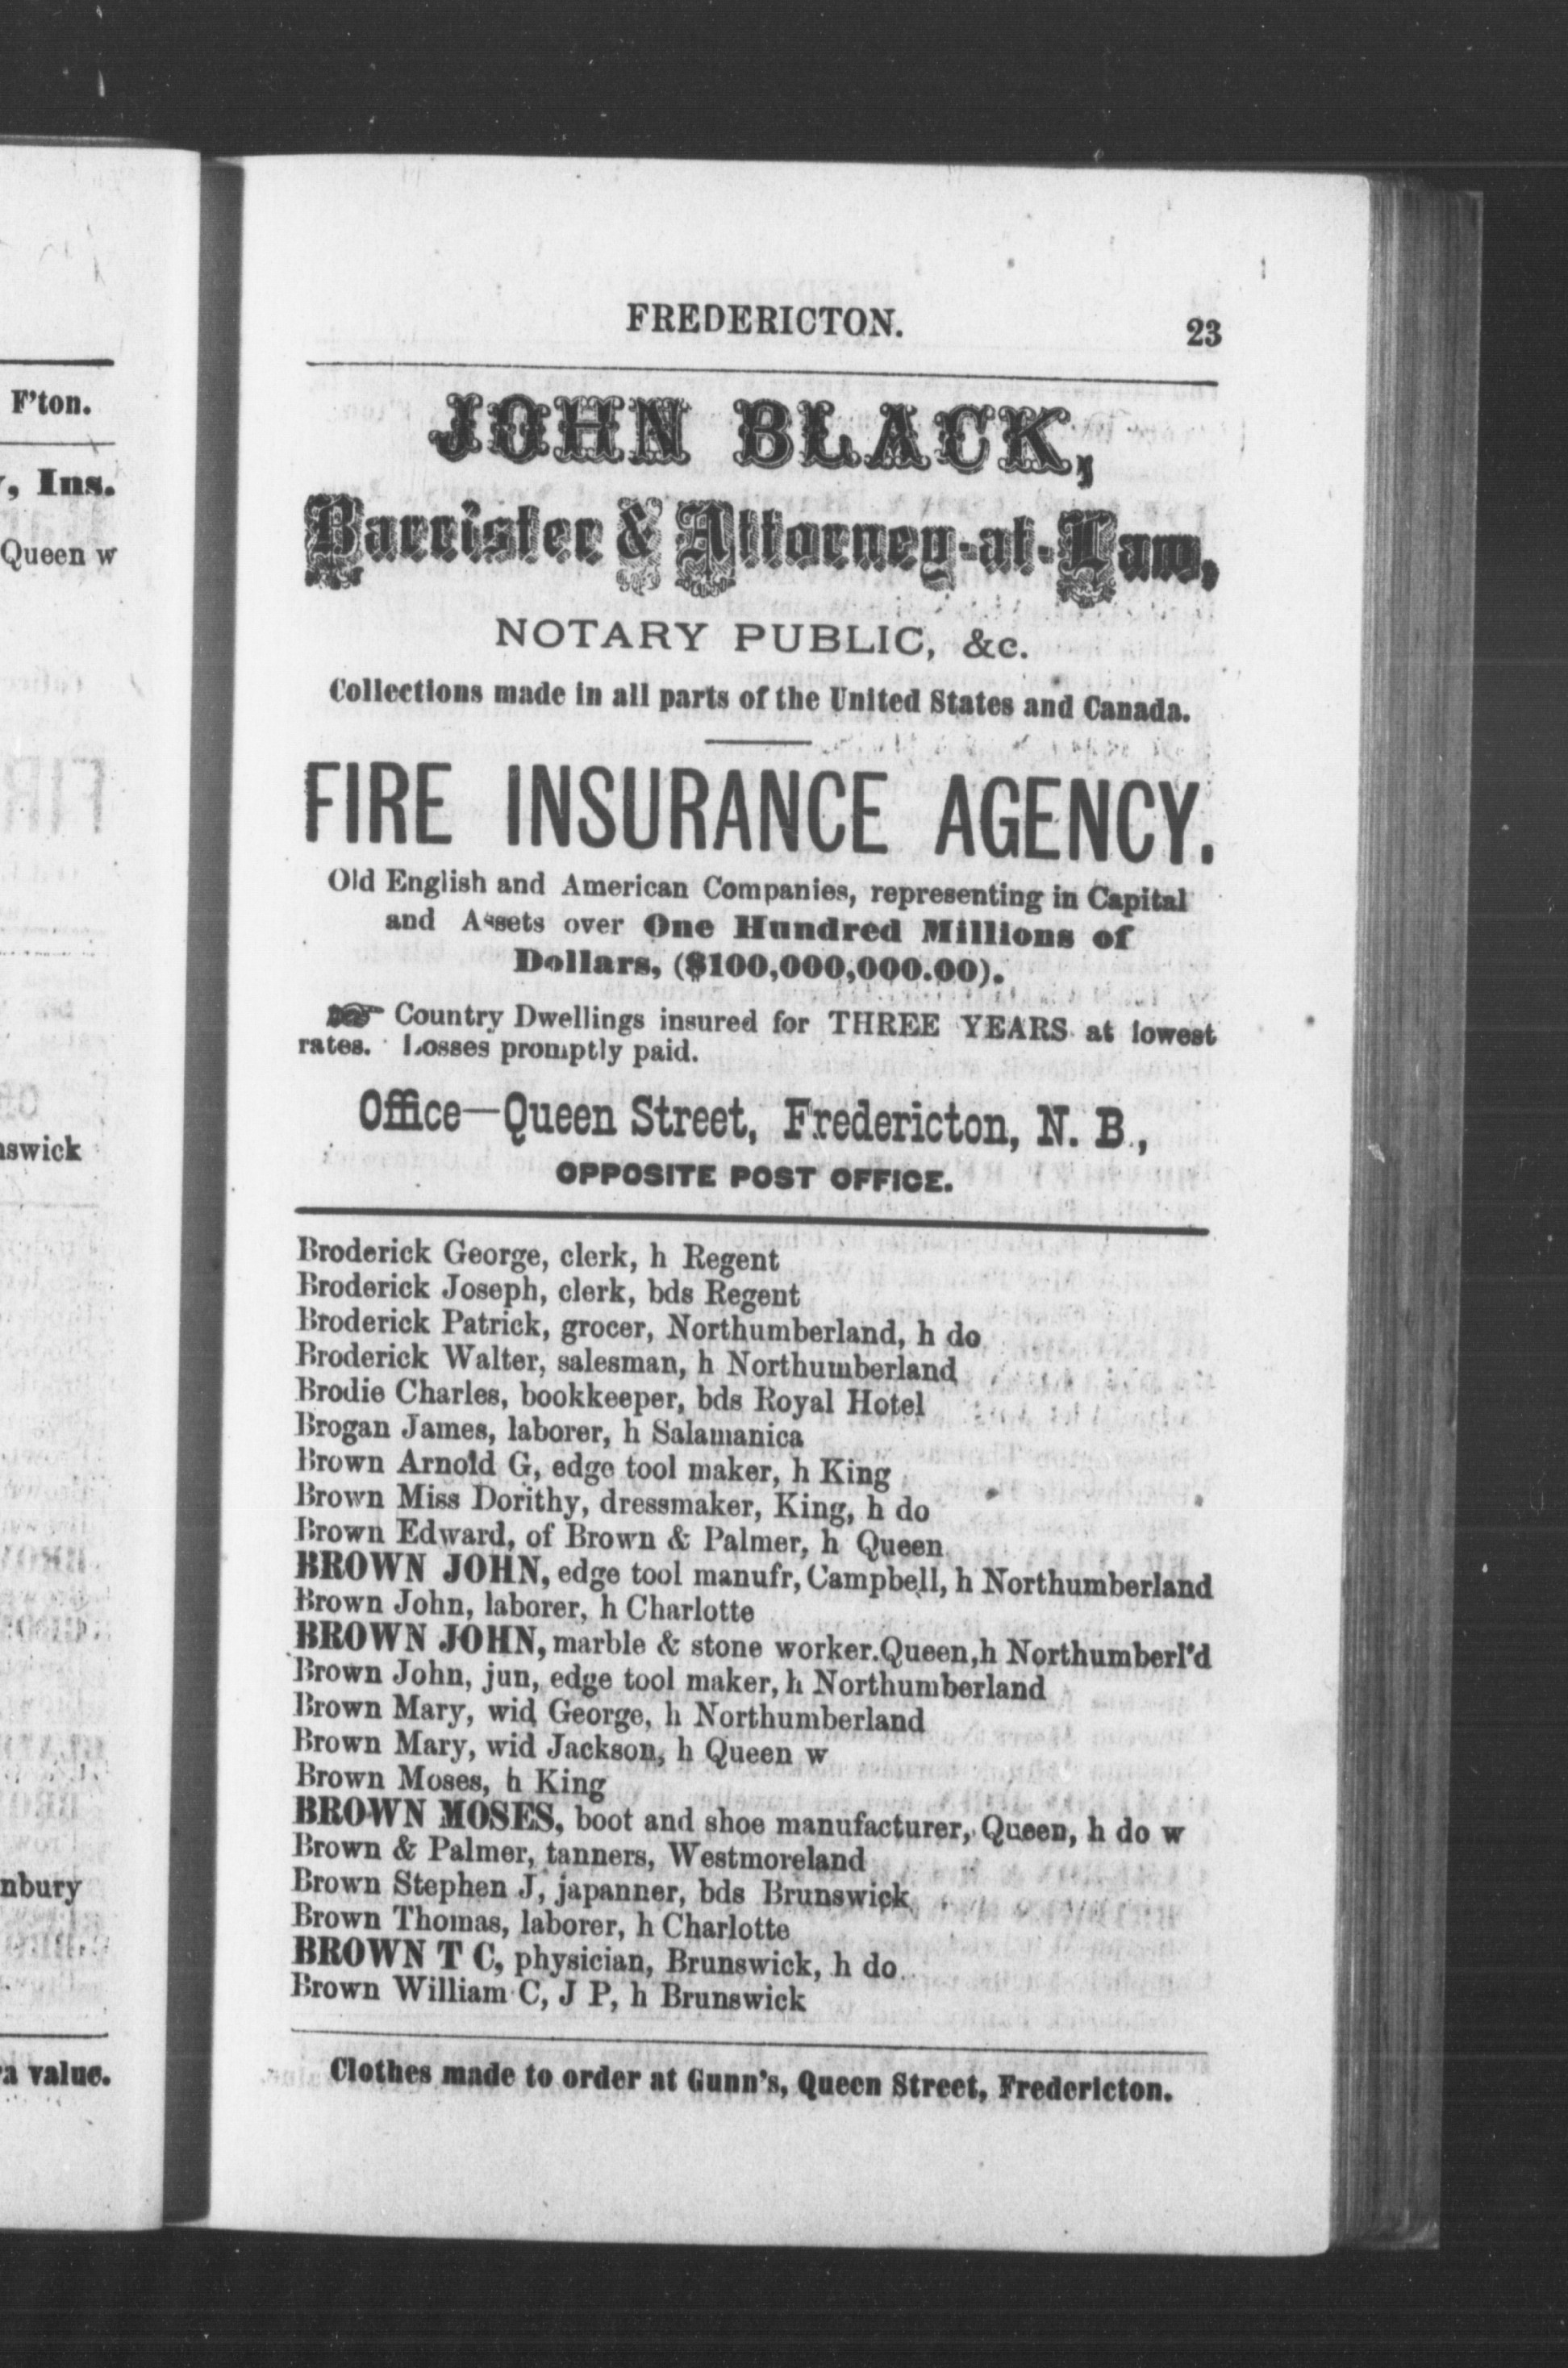 F'ton.
, Ins.
Queen w
nswick
nbury
a value.
FREDERICTON.
23
JOHN BLACK,
Barrister & Attorney-at-Law,
NOTARY PUBLIC, &c.
Collections made in all parts of the United States and Canada.
FIRE INSURANCE AGENCY.
Old English and American Companies, representing in Capital
and Assets over One Hundred Millions of
Dollars, ($100,000,000.00).
☞ Country Dwellings insured for THREE YEARS at lowest
rates. Losses promptly paid.
Office—Queen Street, Fredericton, N. B.,
OPPOSITE POST OFFICE.
Broderick George, clerk, h Regent
Broderick Joseph, clerk, bds Regent
Broderick Patrick, grocer, Northumberland, h do
Broderick Walter, salesman, h Northumberland
Brodie Charles, bookkeeper, bds Royal Hotel
Brogan James, laborer, h Salamanica
Brown Arnold G, edge tool maker, h King
Brown Miss Dorithy, dressmaker, King, h do
Brown Edward, of Brown & Palmer, h Queen
BROWN JOHN, edge tool manufr, Campbell, h Northumberland
Brown John, laborer, h Charlotte
BROWN JOHN, marble & stone worker.Queen,h Northumberl'd
Brown John, jun, edge tool maker, h Northumberland
Brown Mary, wid George, h Northumberland
Brown Mary, wid Jackson, h Queen w
Brown Moses, h King
BROWN MOSES, boot and shoe manufacturer, Queen, h do w
Brown & Palmer, tanners, Westmoreland
Brown Stephen J, japanner, bds Brunswick
Brown Thomas, laborer, h Charlotte
BROWN T C, physician, Brunswick, h do
Brown William C, J P, h Brunswick
Clothes made to order at Gunn's, Queen Street, Fredericton.